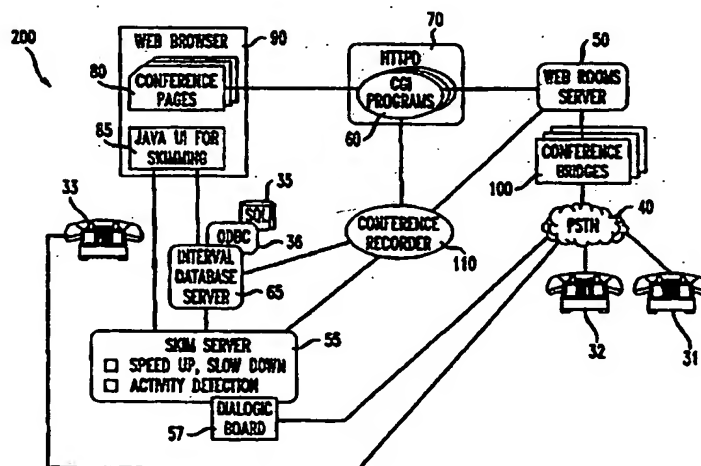 200
WEB BROWSER
90
80
CONFERENCE
PAGES
85
JAVA UI FOR
SKIMMING
70
HTTPD
CGI
PROGRAMS
60
50
WEB ROOMS
SERVER
CONFERENCE
BRIDGES
100
PSTN
40
33
35
SQL
ODBC
36
INTERVAL
DATABASE
SERVER
65
CONFERENCE
RECORDER
110
32
31
SKIM SERVER
55
SPEED UP, SLOW DOWN
ACTIVITY DETECTION
DIALOGIC
BOARD
57